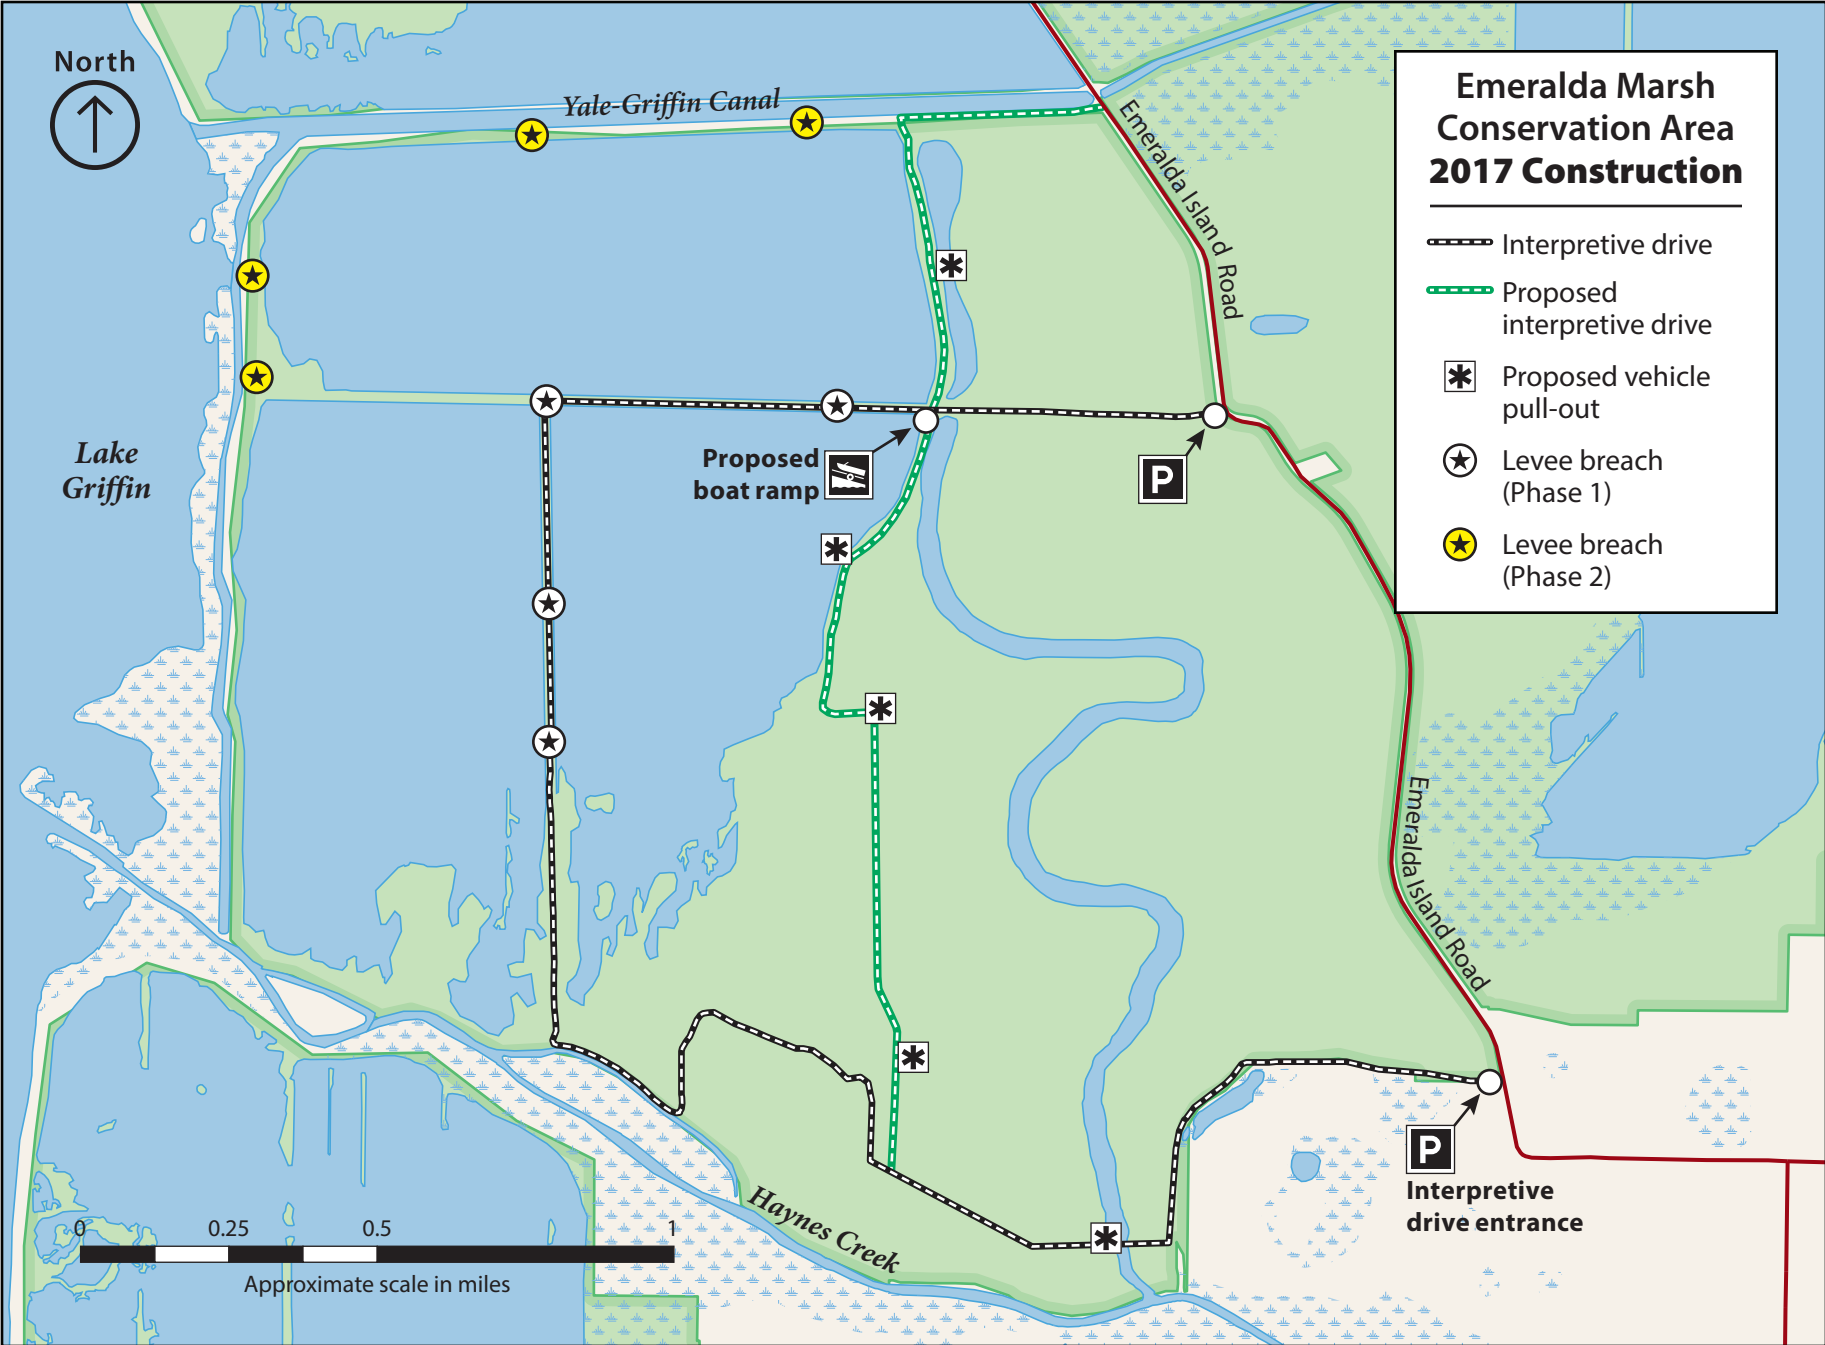 North
Yale-Griffin Canal
Emeralda Island Road
Emeralda Marsh
Conservation Area
2017 Construction
Interpretive drive
Proposed
interpretive drive
Proposed vehicle
pull-out
Levee breach
(Phase 1)
Levee breach
(Phase 2)
Lake
Griffin
Proposed
boat ramp
P
Emeralda Island Road
P
Interpretive
drive entrance
Haynes Creek
0 0.25 0.5 1
Approximate scale in miles